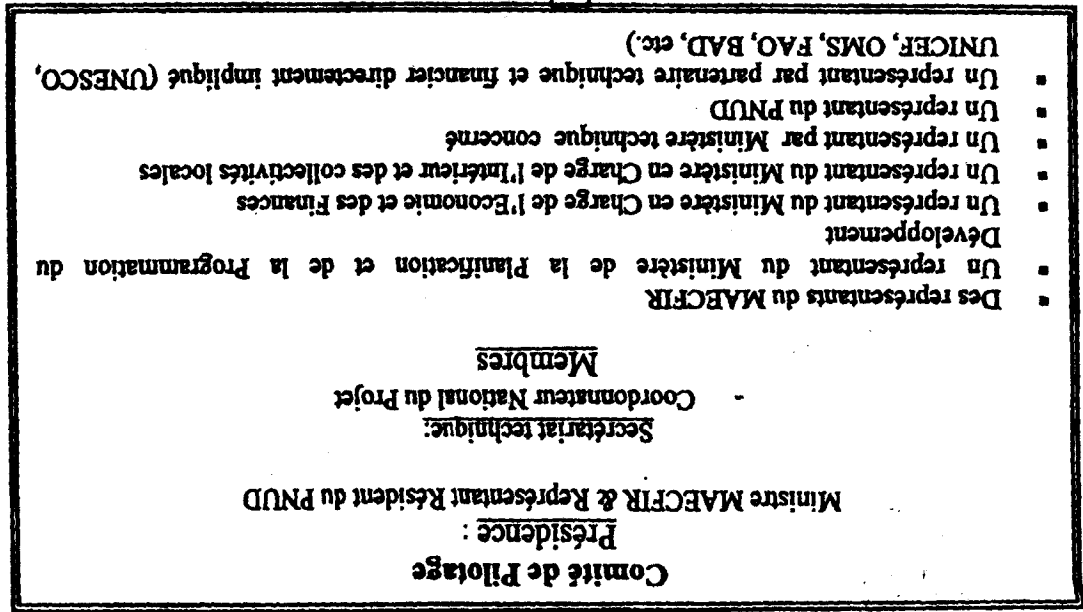 Comité de Pilotage
Présidence :
Ministre MAECFIR & Représentant Résident du PNUD
Secrétariat technique:
- Coordonnateur National du Projet
Membres
▪ Des représentants du MAECFIR
▪ Un représentant du Ministère de la Planification et de la Programmation du
Développement
▪ Un représentant du Ministère en Charge de l'Economie et des Finances
▪ Un représentant du Ministère en Charge de l'Intérieur et des collectivités locales
▪ Un représentant par Ministère technique concerné
▪ Un représentant du PNUD
▪ Un représentant par partenaire technique et financier directement impliqué (UNESCO,
UNICEF, OMS, FAO, BAD, etc.)